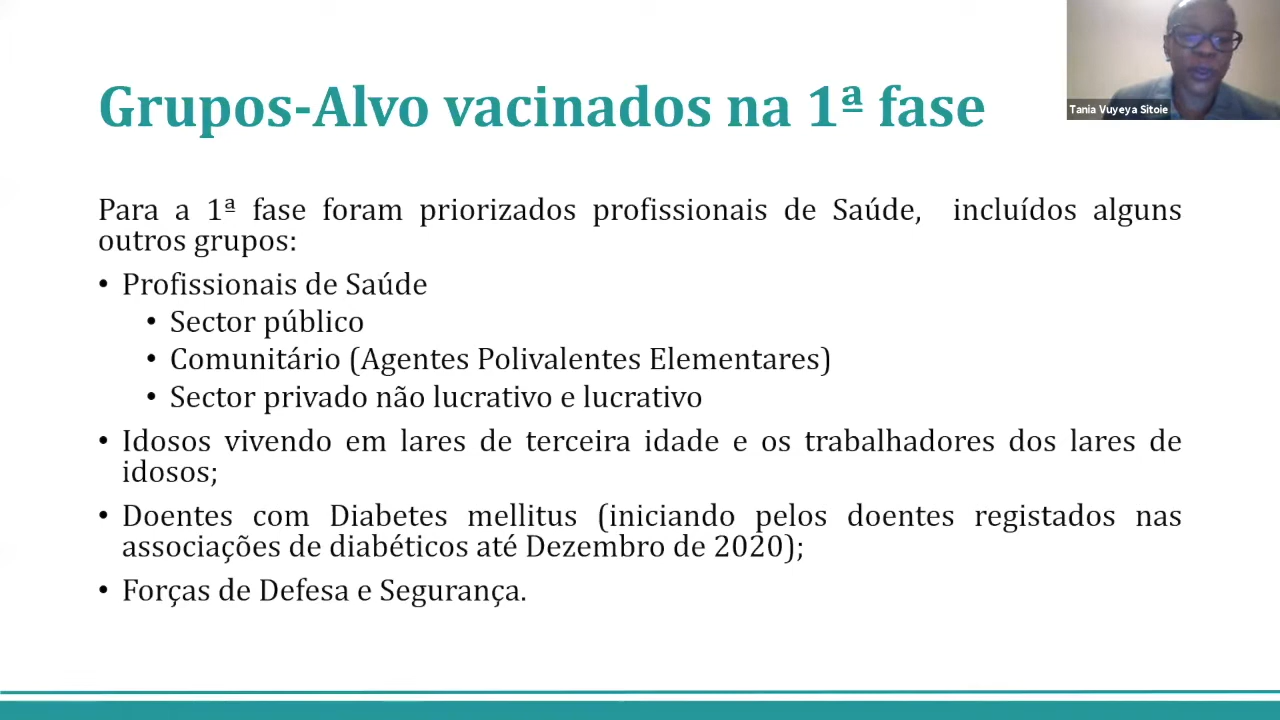 Grupos-Alvo vacinados na 1ª fase
Tania Vuyeya Sitoie
Para a 1ª fase foram priorizados profissionais de Saúde, incluídos alguns
outros grupos:
• Profissionais de Saúde
• Sector público
• Comunitário (Agentes Polivalentes Elementares)
• Sector privado não lucrativo e lucrativo
• Idosos vivendo em lares de terceira idade e os trabalhadores dos lares de
idosos;
• Doentes com Diabetes mellitus (iniciando pelos doentes registados nas
associações de diabéticos até Dezembro de 2020);
• Forças de Defesa e Segurança.